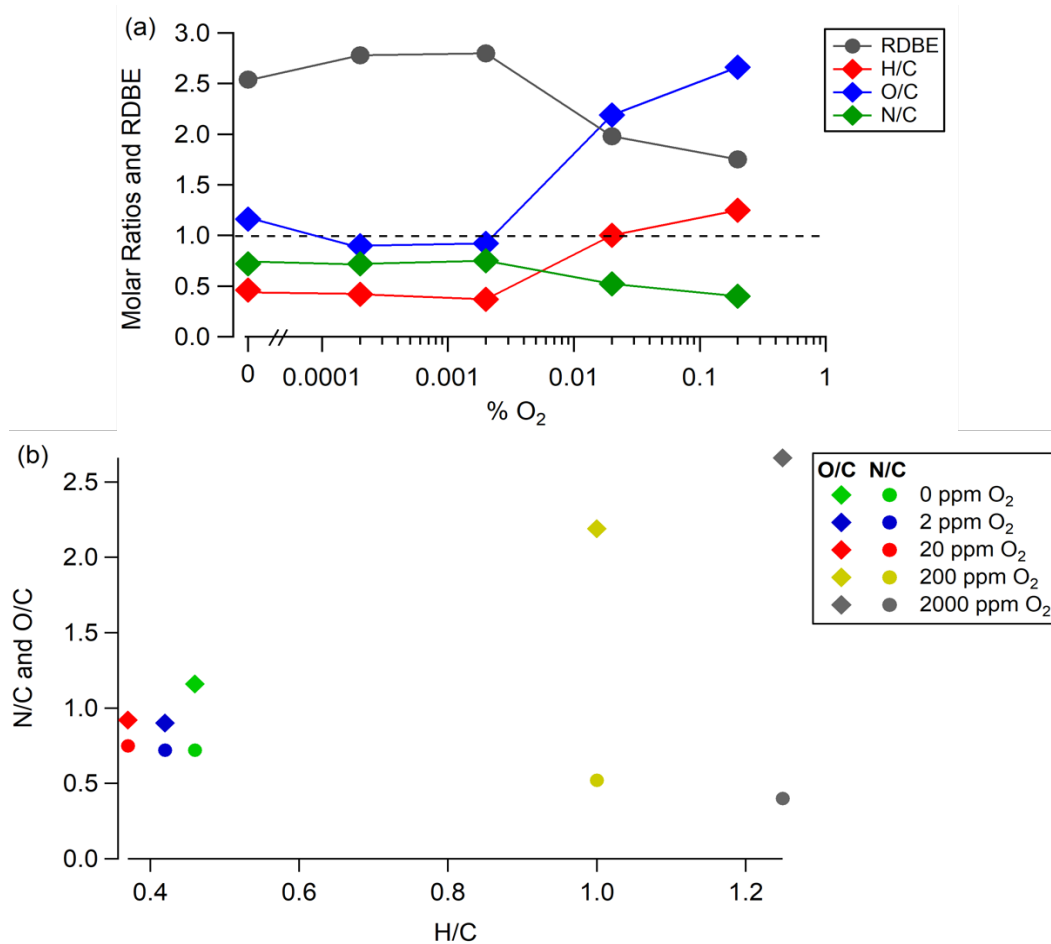 (a)
Molar Ratios and RDBE
3.0
2.5
2.0
1.5
1.0
0.5
0.0
0
0.0001
0.001
0.01
0.1
1
% O₂
RDBE
H/C
O/C
N/C
(b)
N/C and O/C
2.5
2.0
1.5
1.0
0.5
0.0
0.4
0.6
0.8
1.0
1.2
H/C
O/C N/C
0 ppm O₂
2 ppm O₂
20 ppm O₂
200 ppm O₂
2000 ppm O₂